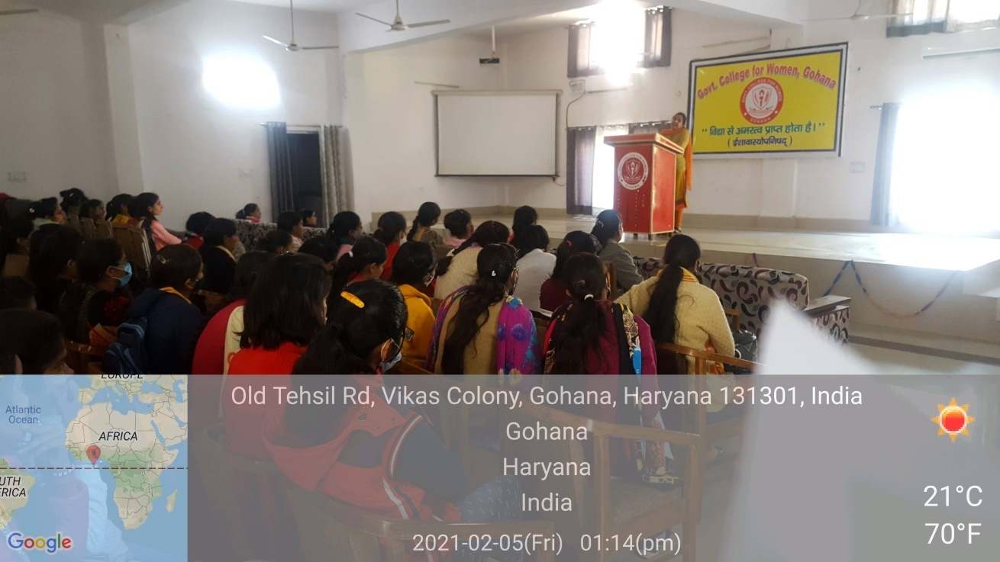 Govt. College for Women, Gohana
GOHANA
“ विद्या से अमरत्व प्राप्त होता है। ”
( ईशावास्योपनिषद् )
EUROPE
Atlantic
Ocean
AFRICA
UTH
ERICA
Google
Old Tehsil Rd, Vikas Colony, Gohana, Haryana 131301, India
Gohana
Haryana
India
2021-02-05(Fri) 01:14(pm)
21°C
70°F